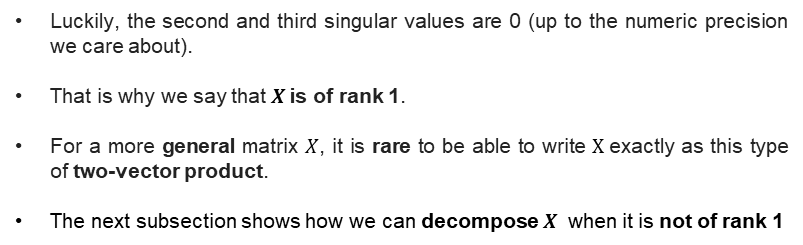 • Luckily, the second and third singular values are 0 (up to the numeric precision
we care about).
• That is why we say that X is of rank 1.
• For a more general matrix X, it is rare to be able to write X exactly as this type
of two-vector product.
• The next subsection shows how we can decompose X when it is not of rank 1